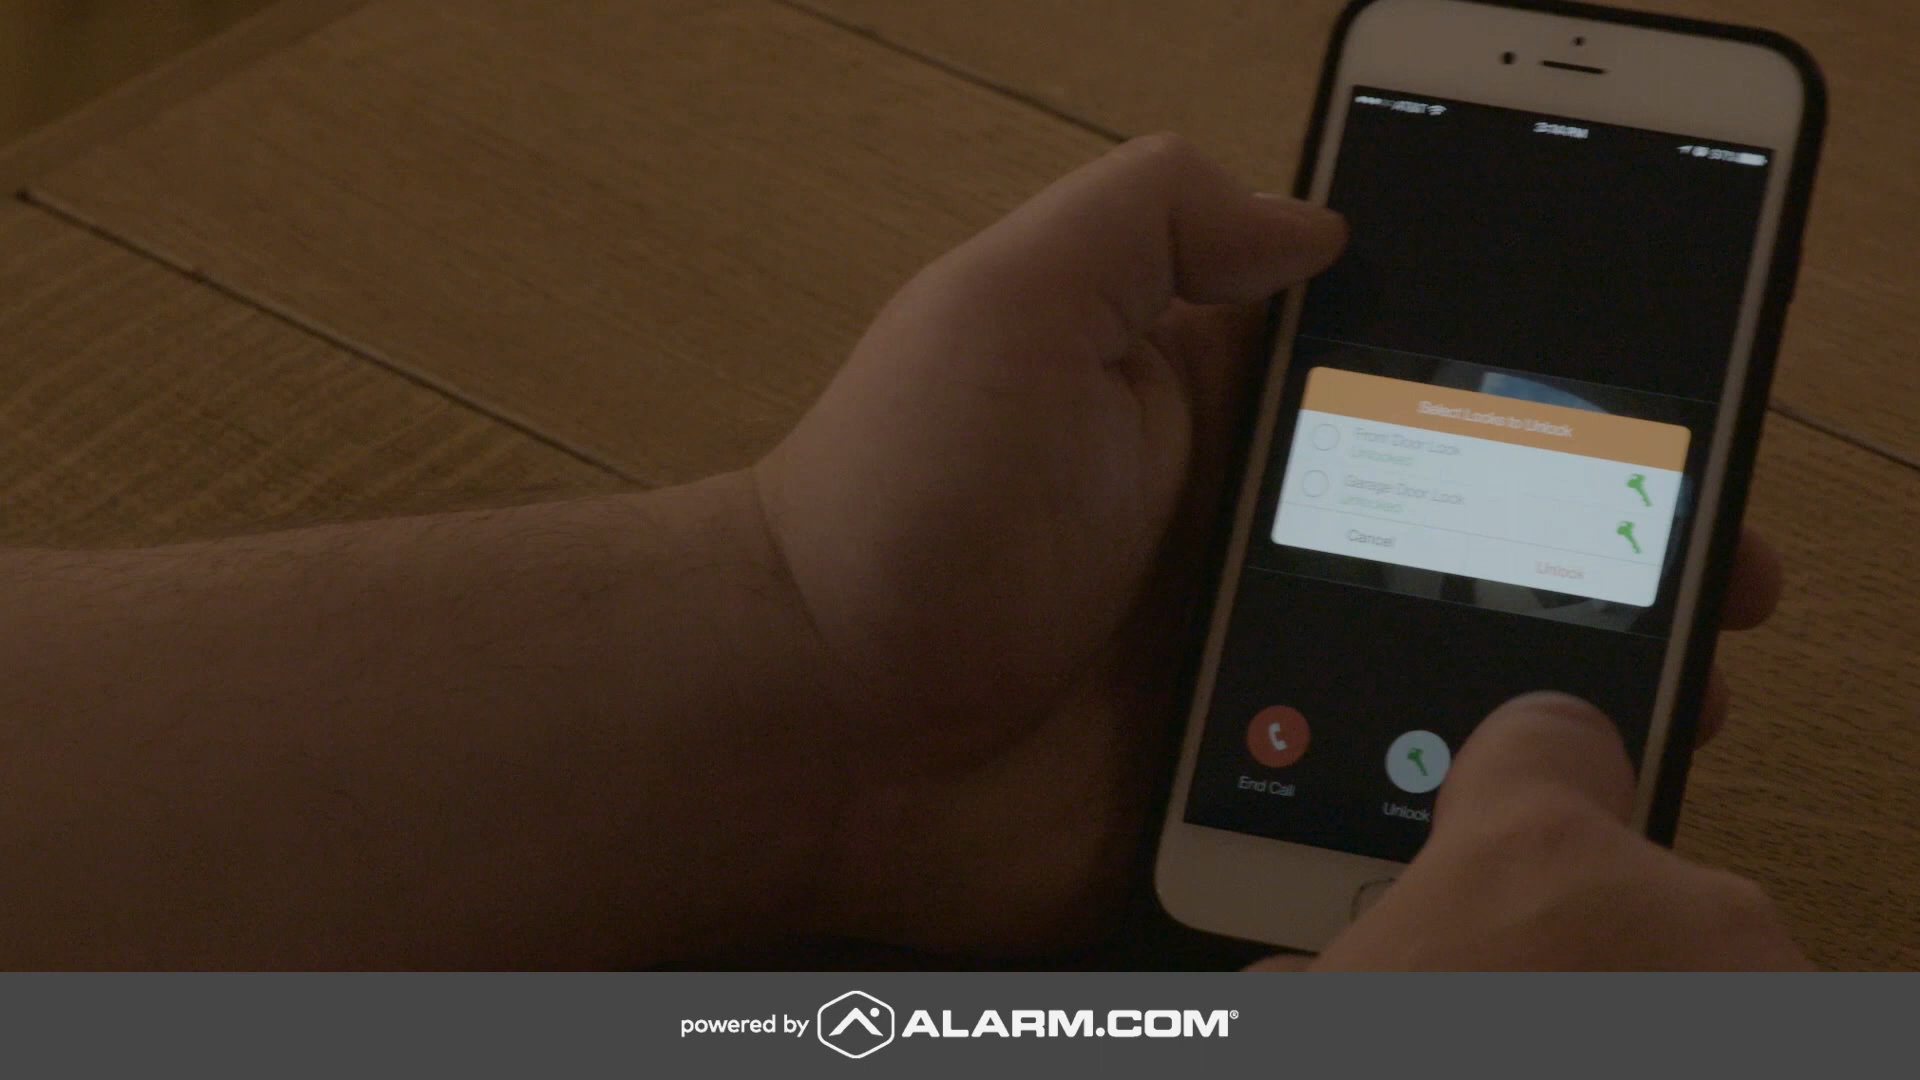 AT&T
Select Locks to Unlock
Front Door Lock
Unlocked
Garage Door Lock
Unlocked
Cancel
Unlock
End Call
Unlock
powered by ALARM.COM®